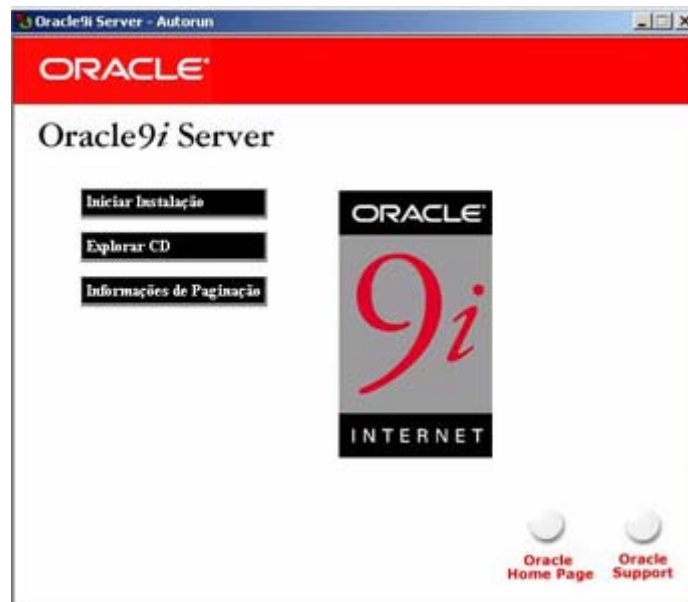 Oracle9i Server - Autorun
ORACLE
Oracle9i Server
Iniciar Instalação
Explorar CD
Informações de Paginação
ORACLE
9i
INTERNET
Oracle
Home Page
Oracle
Support